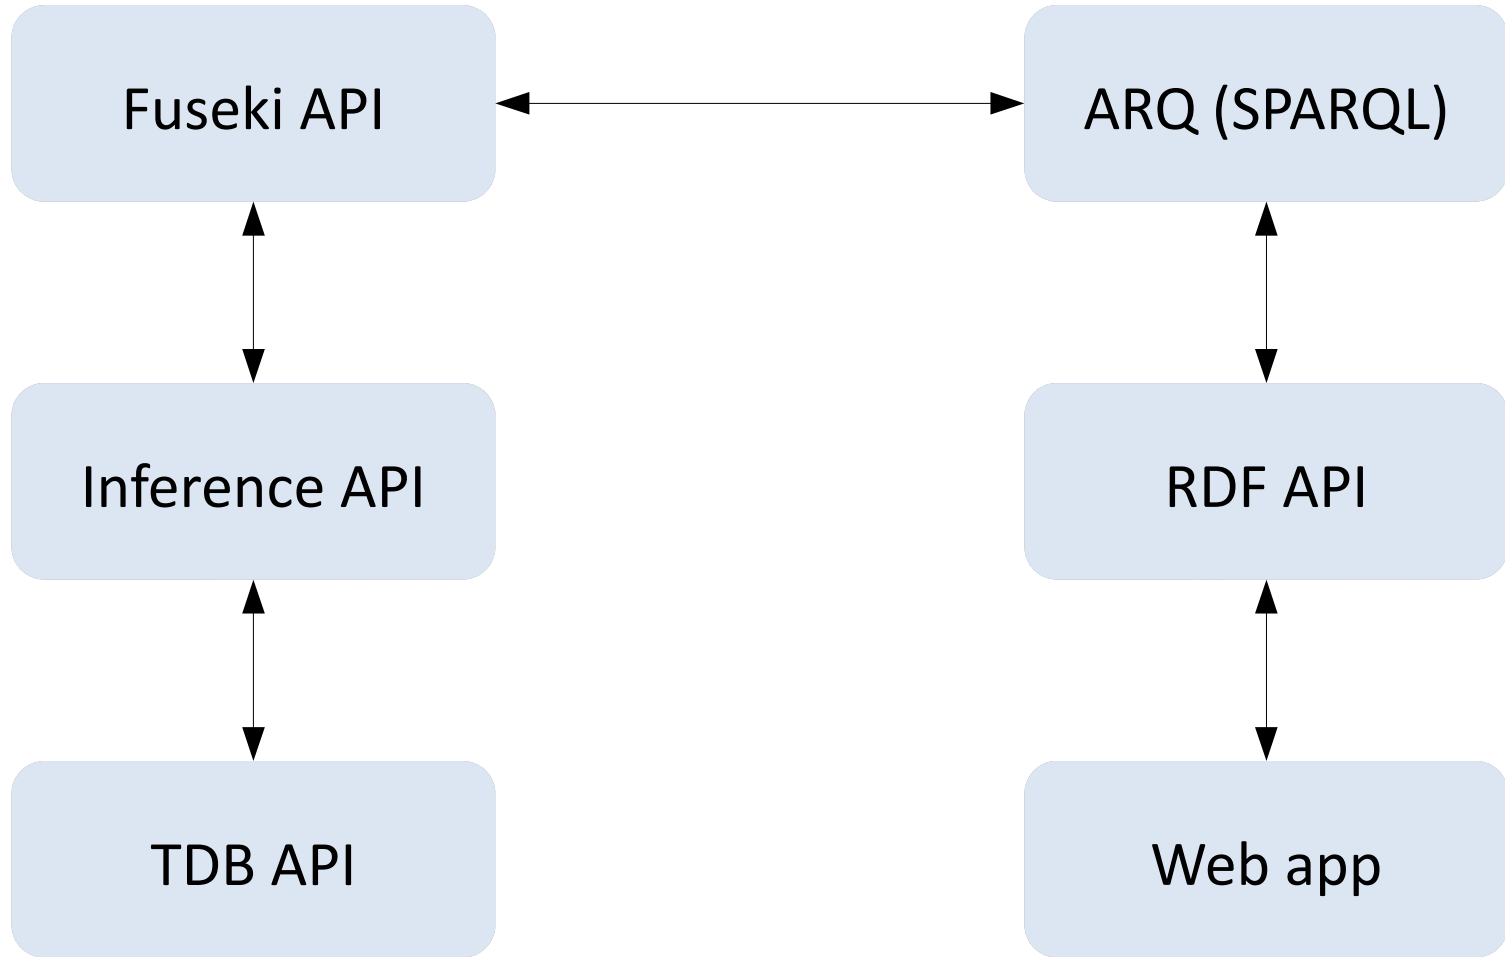 Fuseki API
ARQ (SPARQL)
Inference API
RDF API
TDB API
Web app